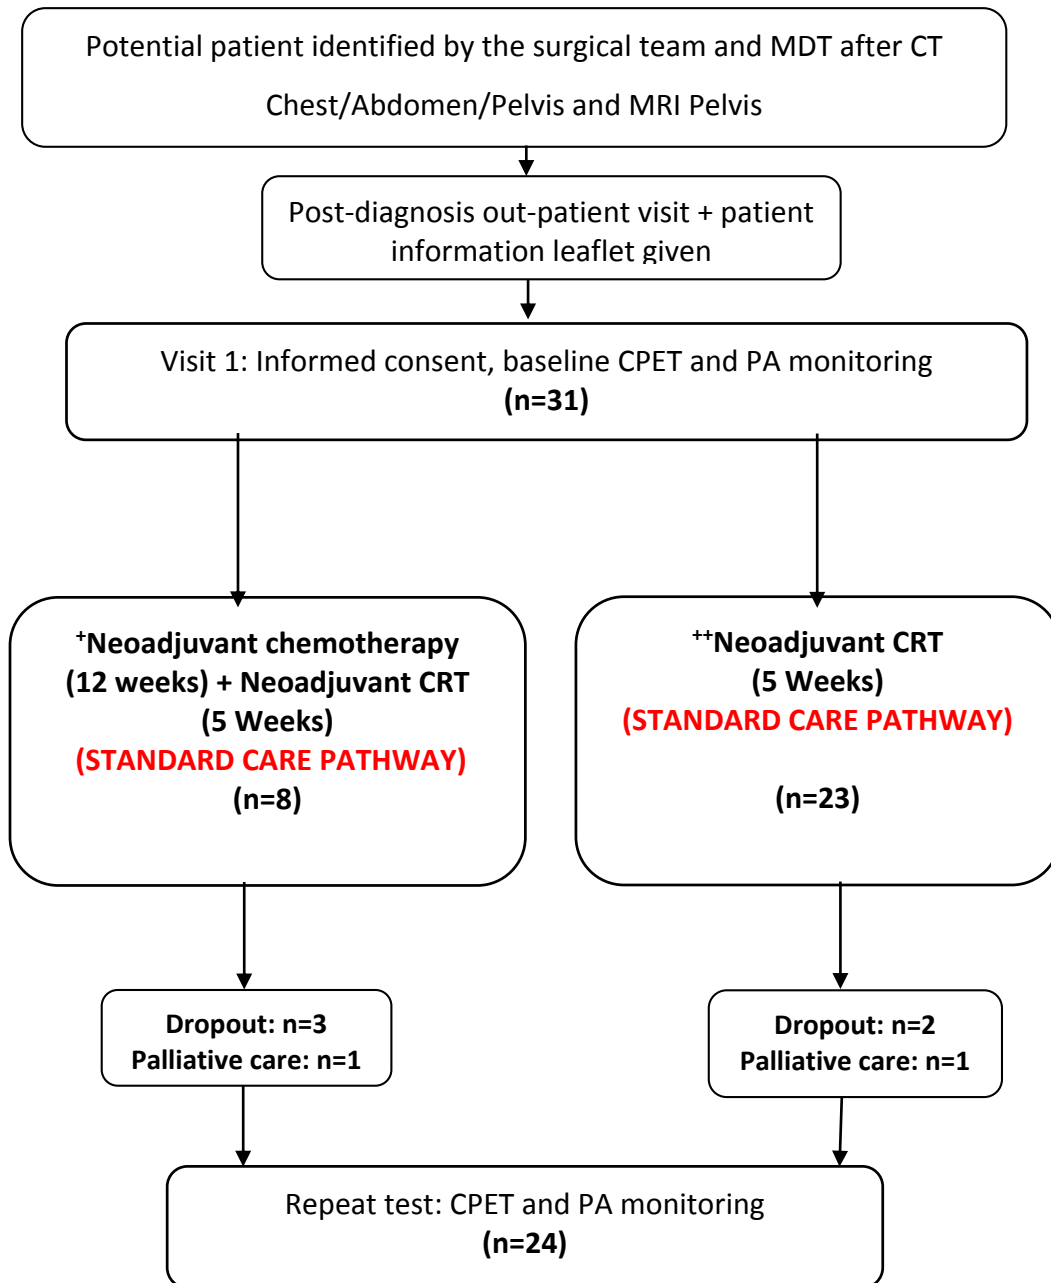 Potential patient identified by the surgical team and MDT after CT
Chest/Abdomen/Pelvis and MRI Pelvis
Post-diagnosis out-patient visit + patient
information leaflet given
Visit 1: Informed consent, baseline CPET and PA monitoring
(n=31)
+Neoadjuvant chemotherapy
(12 weeks) + Neoadjuvant CRT
(5 Weeks)
(STANDARD CARE PATHWAY)
(n=8)
++Neoadjuvant CRT
(5 Weeks)
(STANDARD CARE PATHWAY)
(n=23)
Dropout: n=3
Palliative care: n=1
Dropout: n=2
Palliative care: n=1
Repeat test: CPET and PA monitoring
(n=24)